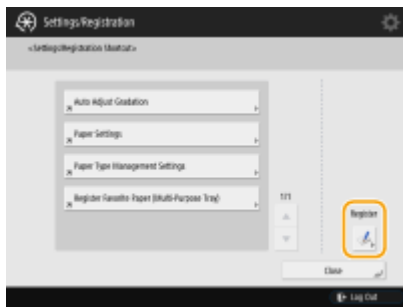 Settings/Registration
<Settings/Registration Shortcut>
Auto Adjust Gradation
Paper Settings
Paper Type Management Settings
Register Favorite Paper (Multi-Purpose Tray)
1/1
Register
Close
Log Out